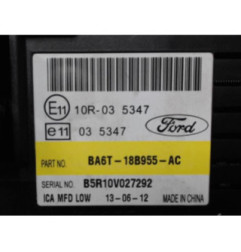 E11 10R-03 5347
e11 03 5347
Ford
PART NO. BA6T-18B955-AC
SERIAL NO. B5R10V027292
ICA MFD LOW 13-06-12 MADE IN CHINA